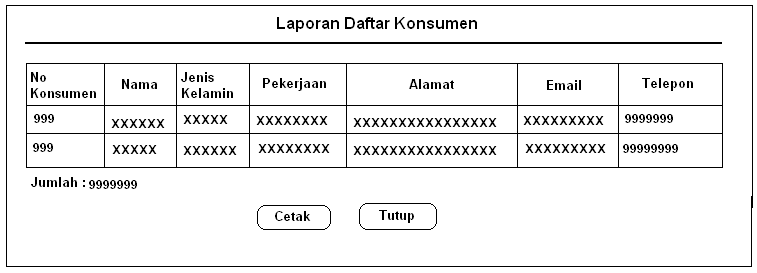 Laporan Daftar Konsumen
No Konsumen Nama Jenis Kelamin Pekerjaan Alamat Email Telepon
999 XXXXXX XXXXX XXXXXXXX XXXXXXXXXXXXXXXX XXXXXXXXX 9999999
999 XXXXX XXXXXX XXXXXXXX XXXXXXXXXXXXXXXX XXXXXXXXX 99999999
Jumlah : 9999999
Cetak Tutup